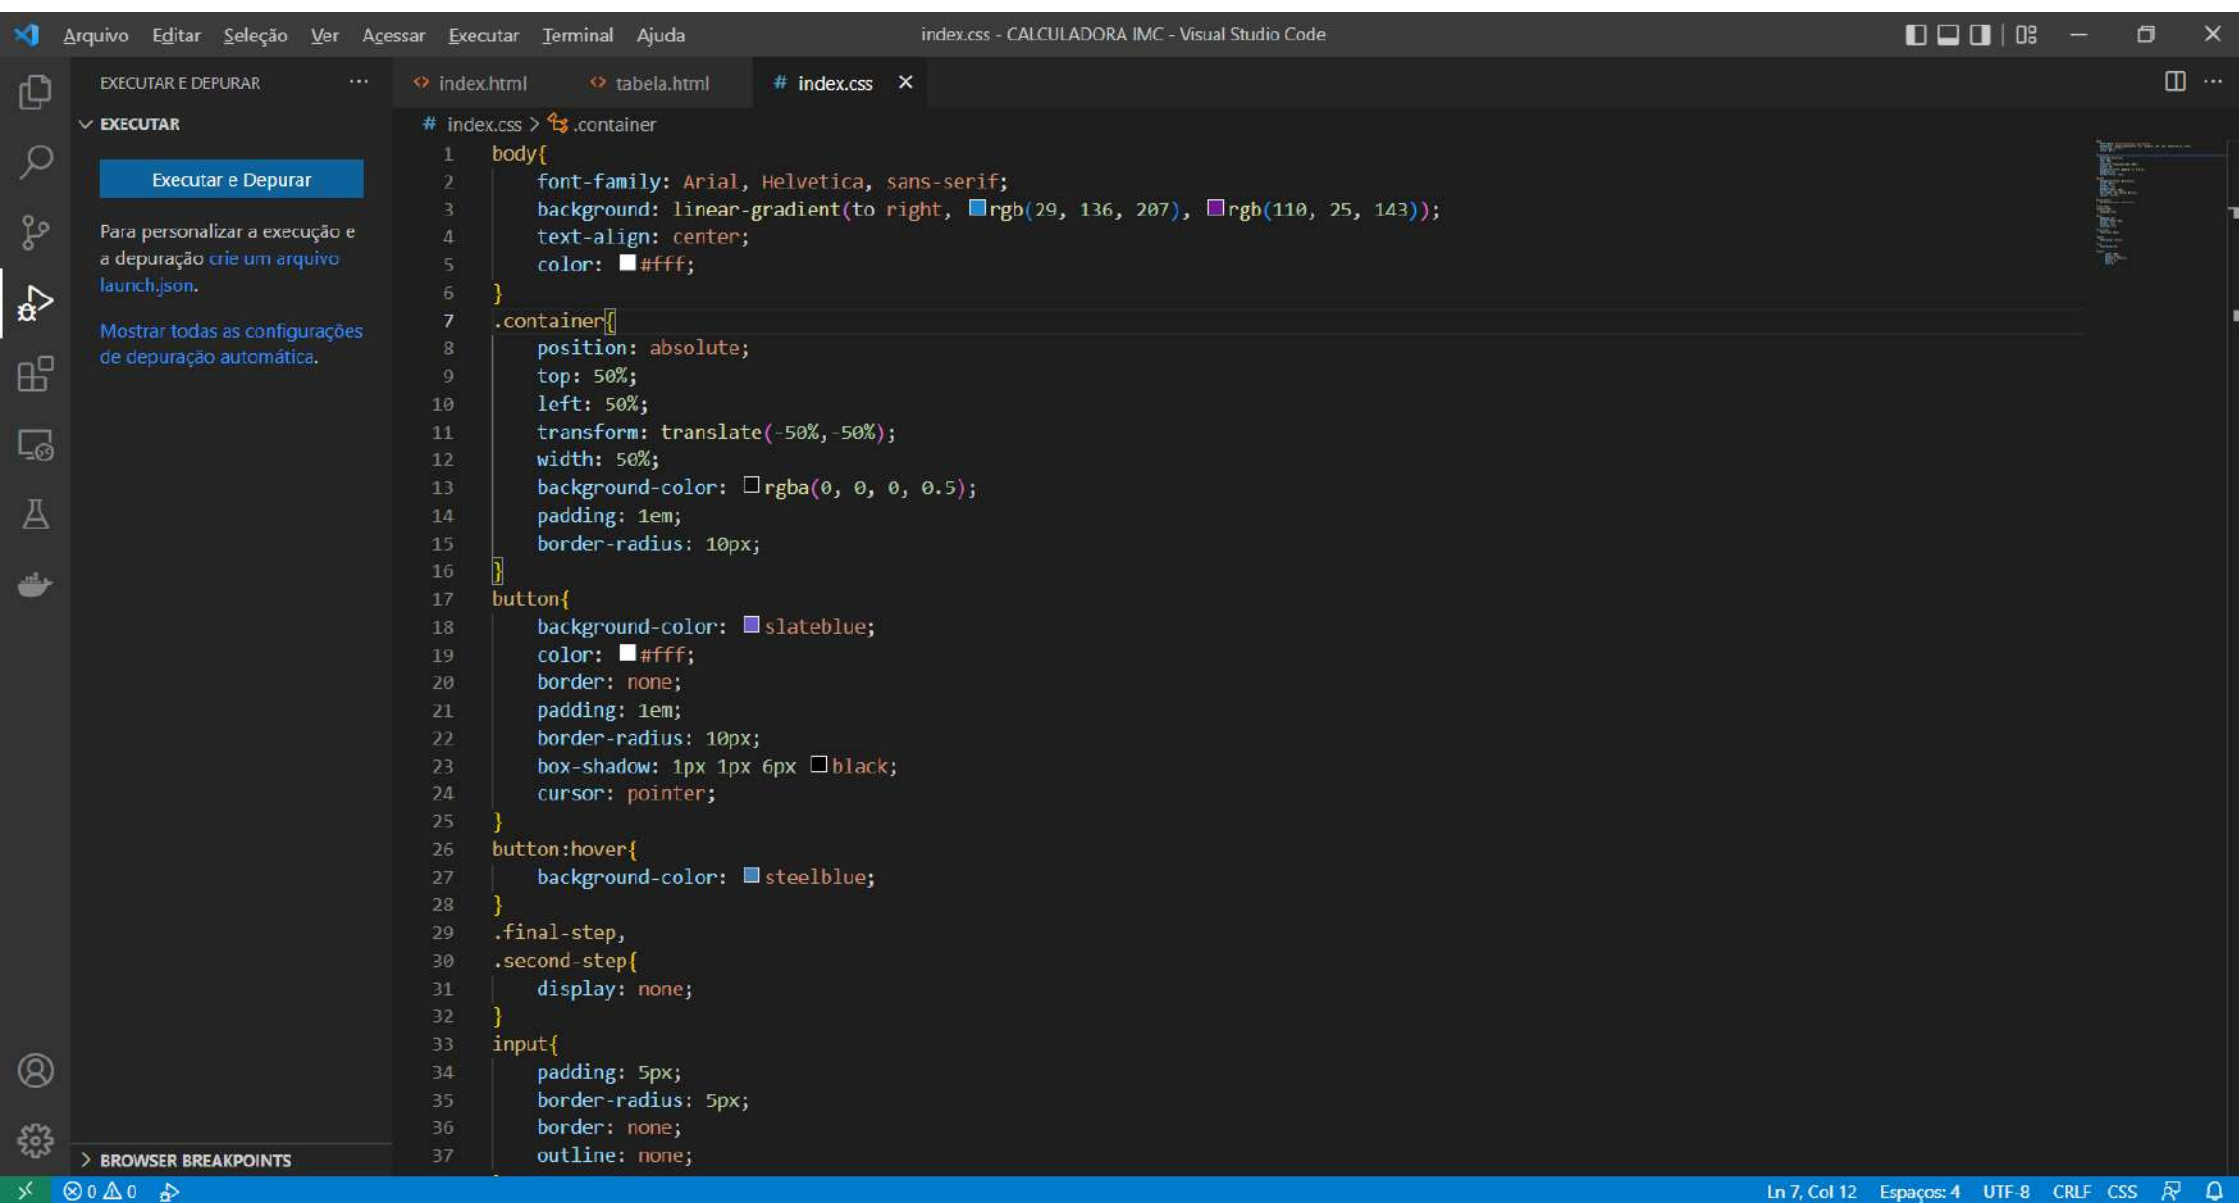 Arquivo Editar Seleção Ver Acessar Executar Terminal Ajuda
index.css - CALCULADORA IMC - Visual Studio Code
EXECUTAR E DEPURAR
EXECUTAR
Executar e Depurar
Para personalizar a execução e
a depuração crie um arquivo
launch.json.
Mostrar todas as configurações
de depuração automática.
BROWSER BREAKPOINTS
index.html
tabela.html
# index.css
# index.css > .container
1 body{
2 font-family: Arial, Helvetica, sans-serif;
3 background: linear-gradient(to right, rgb(29, 136, 207), rgb(110, 25, 143));
4 text-align: center;
5 color: #fff;
6 }
7 .container{
8 position: absolute;
9 top: 50%;
10 left: 50%;
11 transform: translate(-50%,-50%);
12 width: 50%;
13 background-color: rgba(0, 0, 0, 0.5);
14 padding: 1em;
15 border-radius: 10px;
16 }
17 button{
18 background-color: slateblue;
19 color: #fff;
20 border: none;
21 padding: 1em;
22 border-radius: 10px;
23 box-shadow: 1px 1px 6px black;
24 cursor: pointer;
25 }
26 button:hover{
27 background-color: steelblue;
28 }
29 .final-step,
30 .second-step{
31 display: none;
32 }
33 input{
34 padding: 5px;
35 border-radius: 5px;
36 border: none;
37 outline: none;
0 0
Ln 7, Col 12 Espaços: 4 UTF-8 CRLF CSS